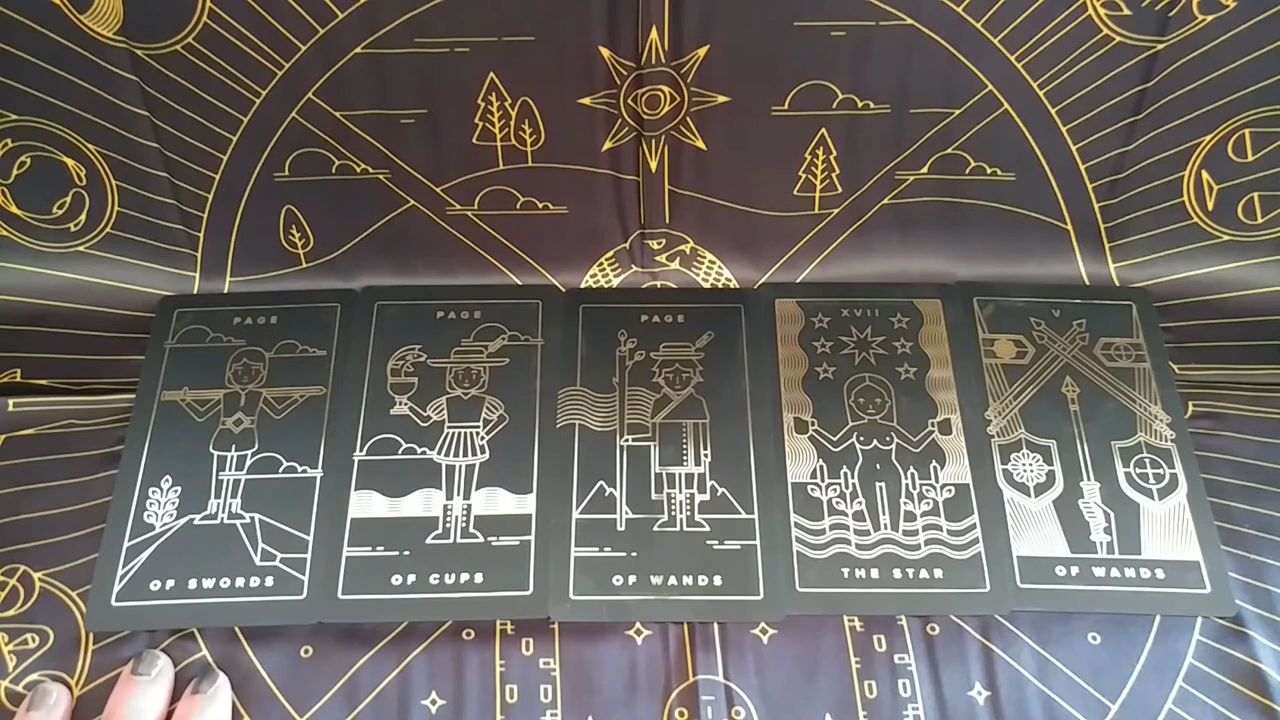 PAGE
OF SWORDS
PAGE
OF CUPS
PAGE
OF WANDS
XVII
THE STAR
V
OF WANDS